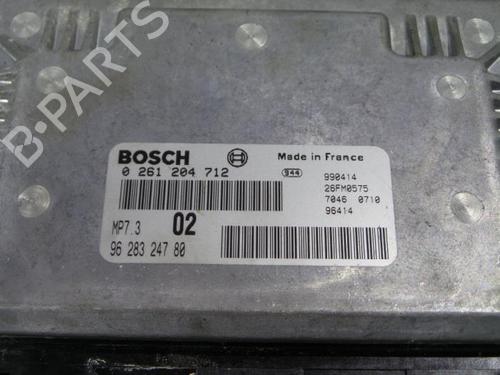 B-PARTS
BOSCH
Made in France
0 261 204 712
S44
990414
26FM0575
7046 0710
96414
MP7.3
02
96 283 247 80